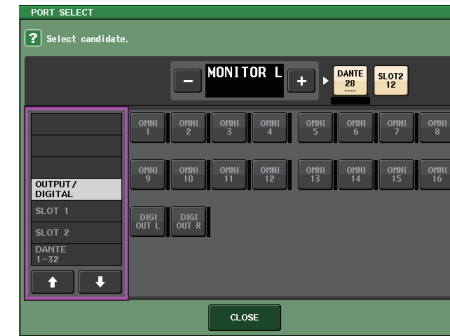 PORT SELECT
? Select candidate.
− MONITOR L +
DANTE 28 ----
SLOT2 12
OMNI 1 OMNI 2 OMNI 3 OMNI 4 OMNI 5 OMNI 6 OMNI 7 OMNI 8
OMNI 9 OMNI 10 OMNI 11 OMNI 12 OMNI 13 OMNI 14 OMNI 15 OMNI 16
OUTPUT/
DIGITAL
SLOT 1
SLOT 2
DANTE
1-32
DIGI OUT L DIGI OUT R
CLOSE